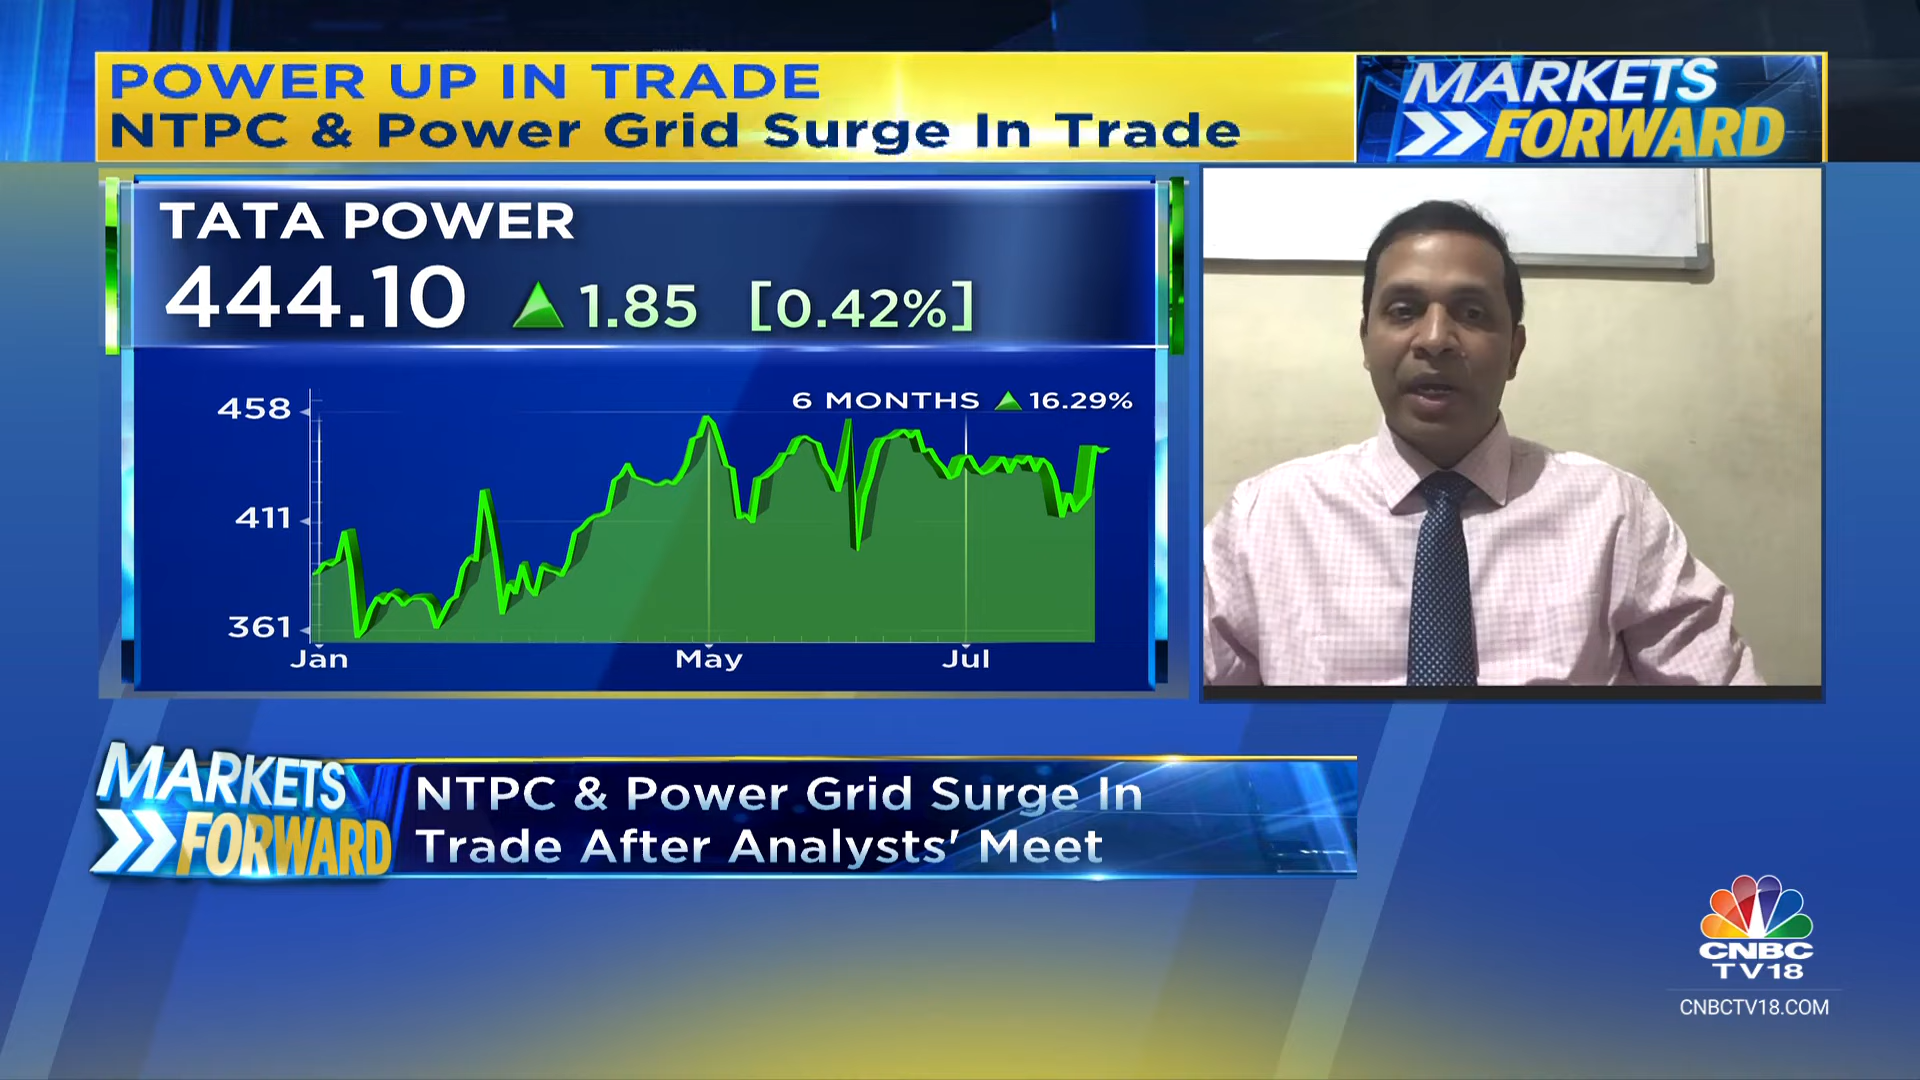 POWER UP IN TRADE
NTPC & Power Grid Surge In Trade
MARKETS
FORWARD
TATA POWER
444.10 ▲ 1.85 [0.42%]
6 MONTHS ▲ 16.29%
458
411
361
Jan May Jul
MARKETS
FORWARD
NTPC & Power Grid Surge In
Trade After Analysts' Meet
CNBC
TV18
CNBCTV18.COM